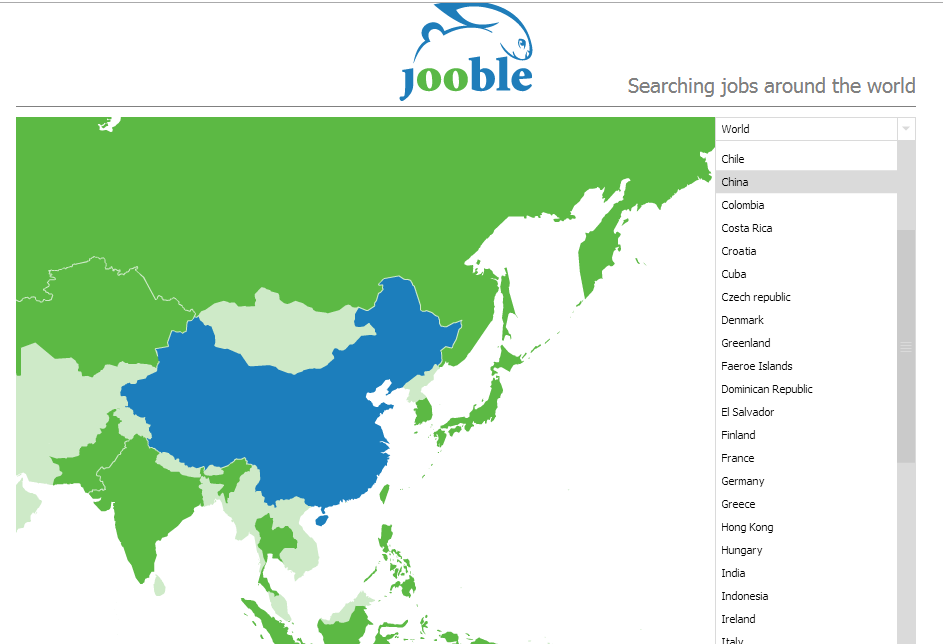 jooble
Searching jobs around the world
World
Chile
China
Colombia
Costa Rica
Croatia
Cuba
Czech republic
Denmark
Greenland
Faeroe Islands
Dominican Republic
El Salvador
Finland
France
Germany
Greece
Hong Kong
Hungary
India
Indonesia
Ireland
Italy